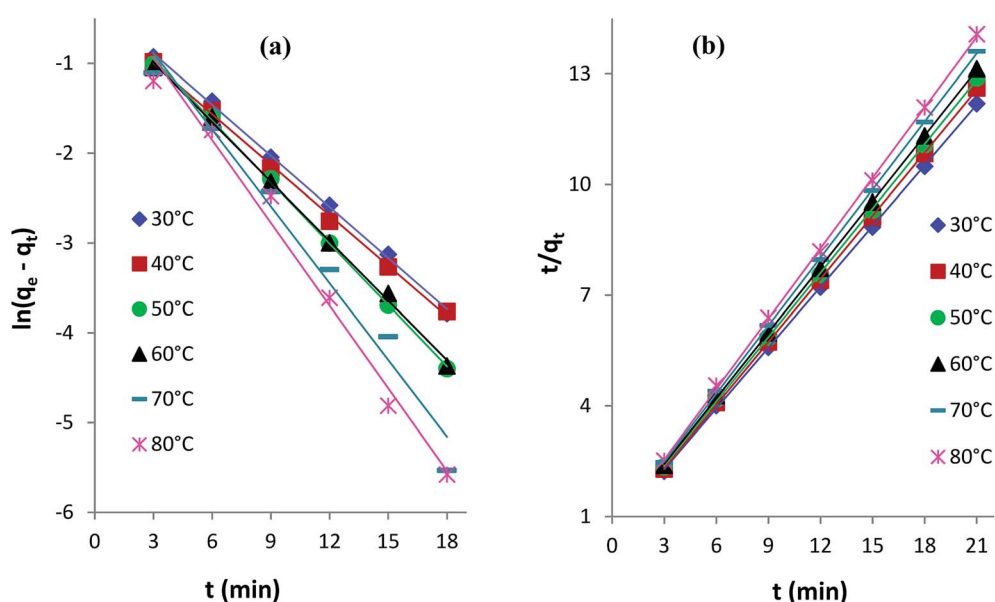 (a)
-1
-2
-3
-4
-5
-6
0 3 6 9 12 15 18
ln(qe - qt)
t (min)
30°C
40°C
50°C
60°C
70°C
80°C
(b)
13
10
7
4
1
0 3 6 9 12 15 18 21
t/qt
t (min)
30°C
40°C
50°C
60°C
70°C
80°C